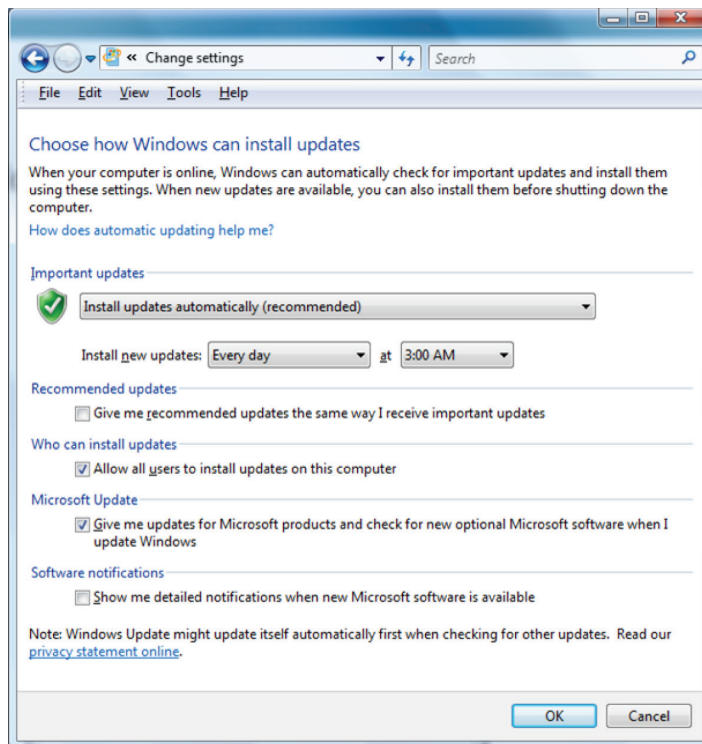 « Change settings
Search
File Edit View Tools Help
Choose how Windows can install updates
When your computer is online, Windows can automatically check for important updates and install them
using these settings. When new updates are available, you can also install them before shutting down the
computer.
How does automatic updating help me?
Important updates
Install updates automatically (recommended)
Install new updates: Every day at 3:00 AM
Recommended updates
Give me recommended updates the same way I receive important updates
Who can install updates
Allow all users to install updates on this computer
Microsoft Update
Give me updates for Microsoft products and check for new optional Microsoft software when I
update Windows
Software notifications
Show me detailed notifications when new Microsoft software is available
Note: Windows Update might update itself automatically first when checking for other updates. Read our
privacy statement online.
OK Cancel